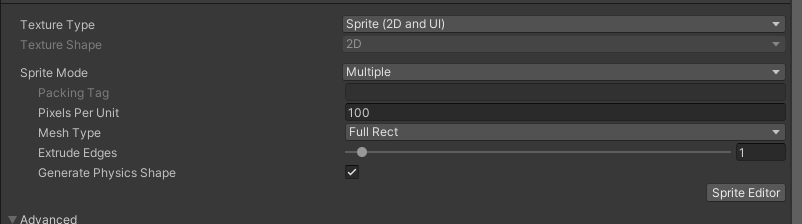 Texture Type Sprite (2D and UI)
Texture Shape 2D
Sprite Mode Multiple
Packing Tag
Pixels Per Unit 100
Mesh Type Full Rect
Extrude Edges 1
Generate Physics Shape
Sprite Editor
Advanced